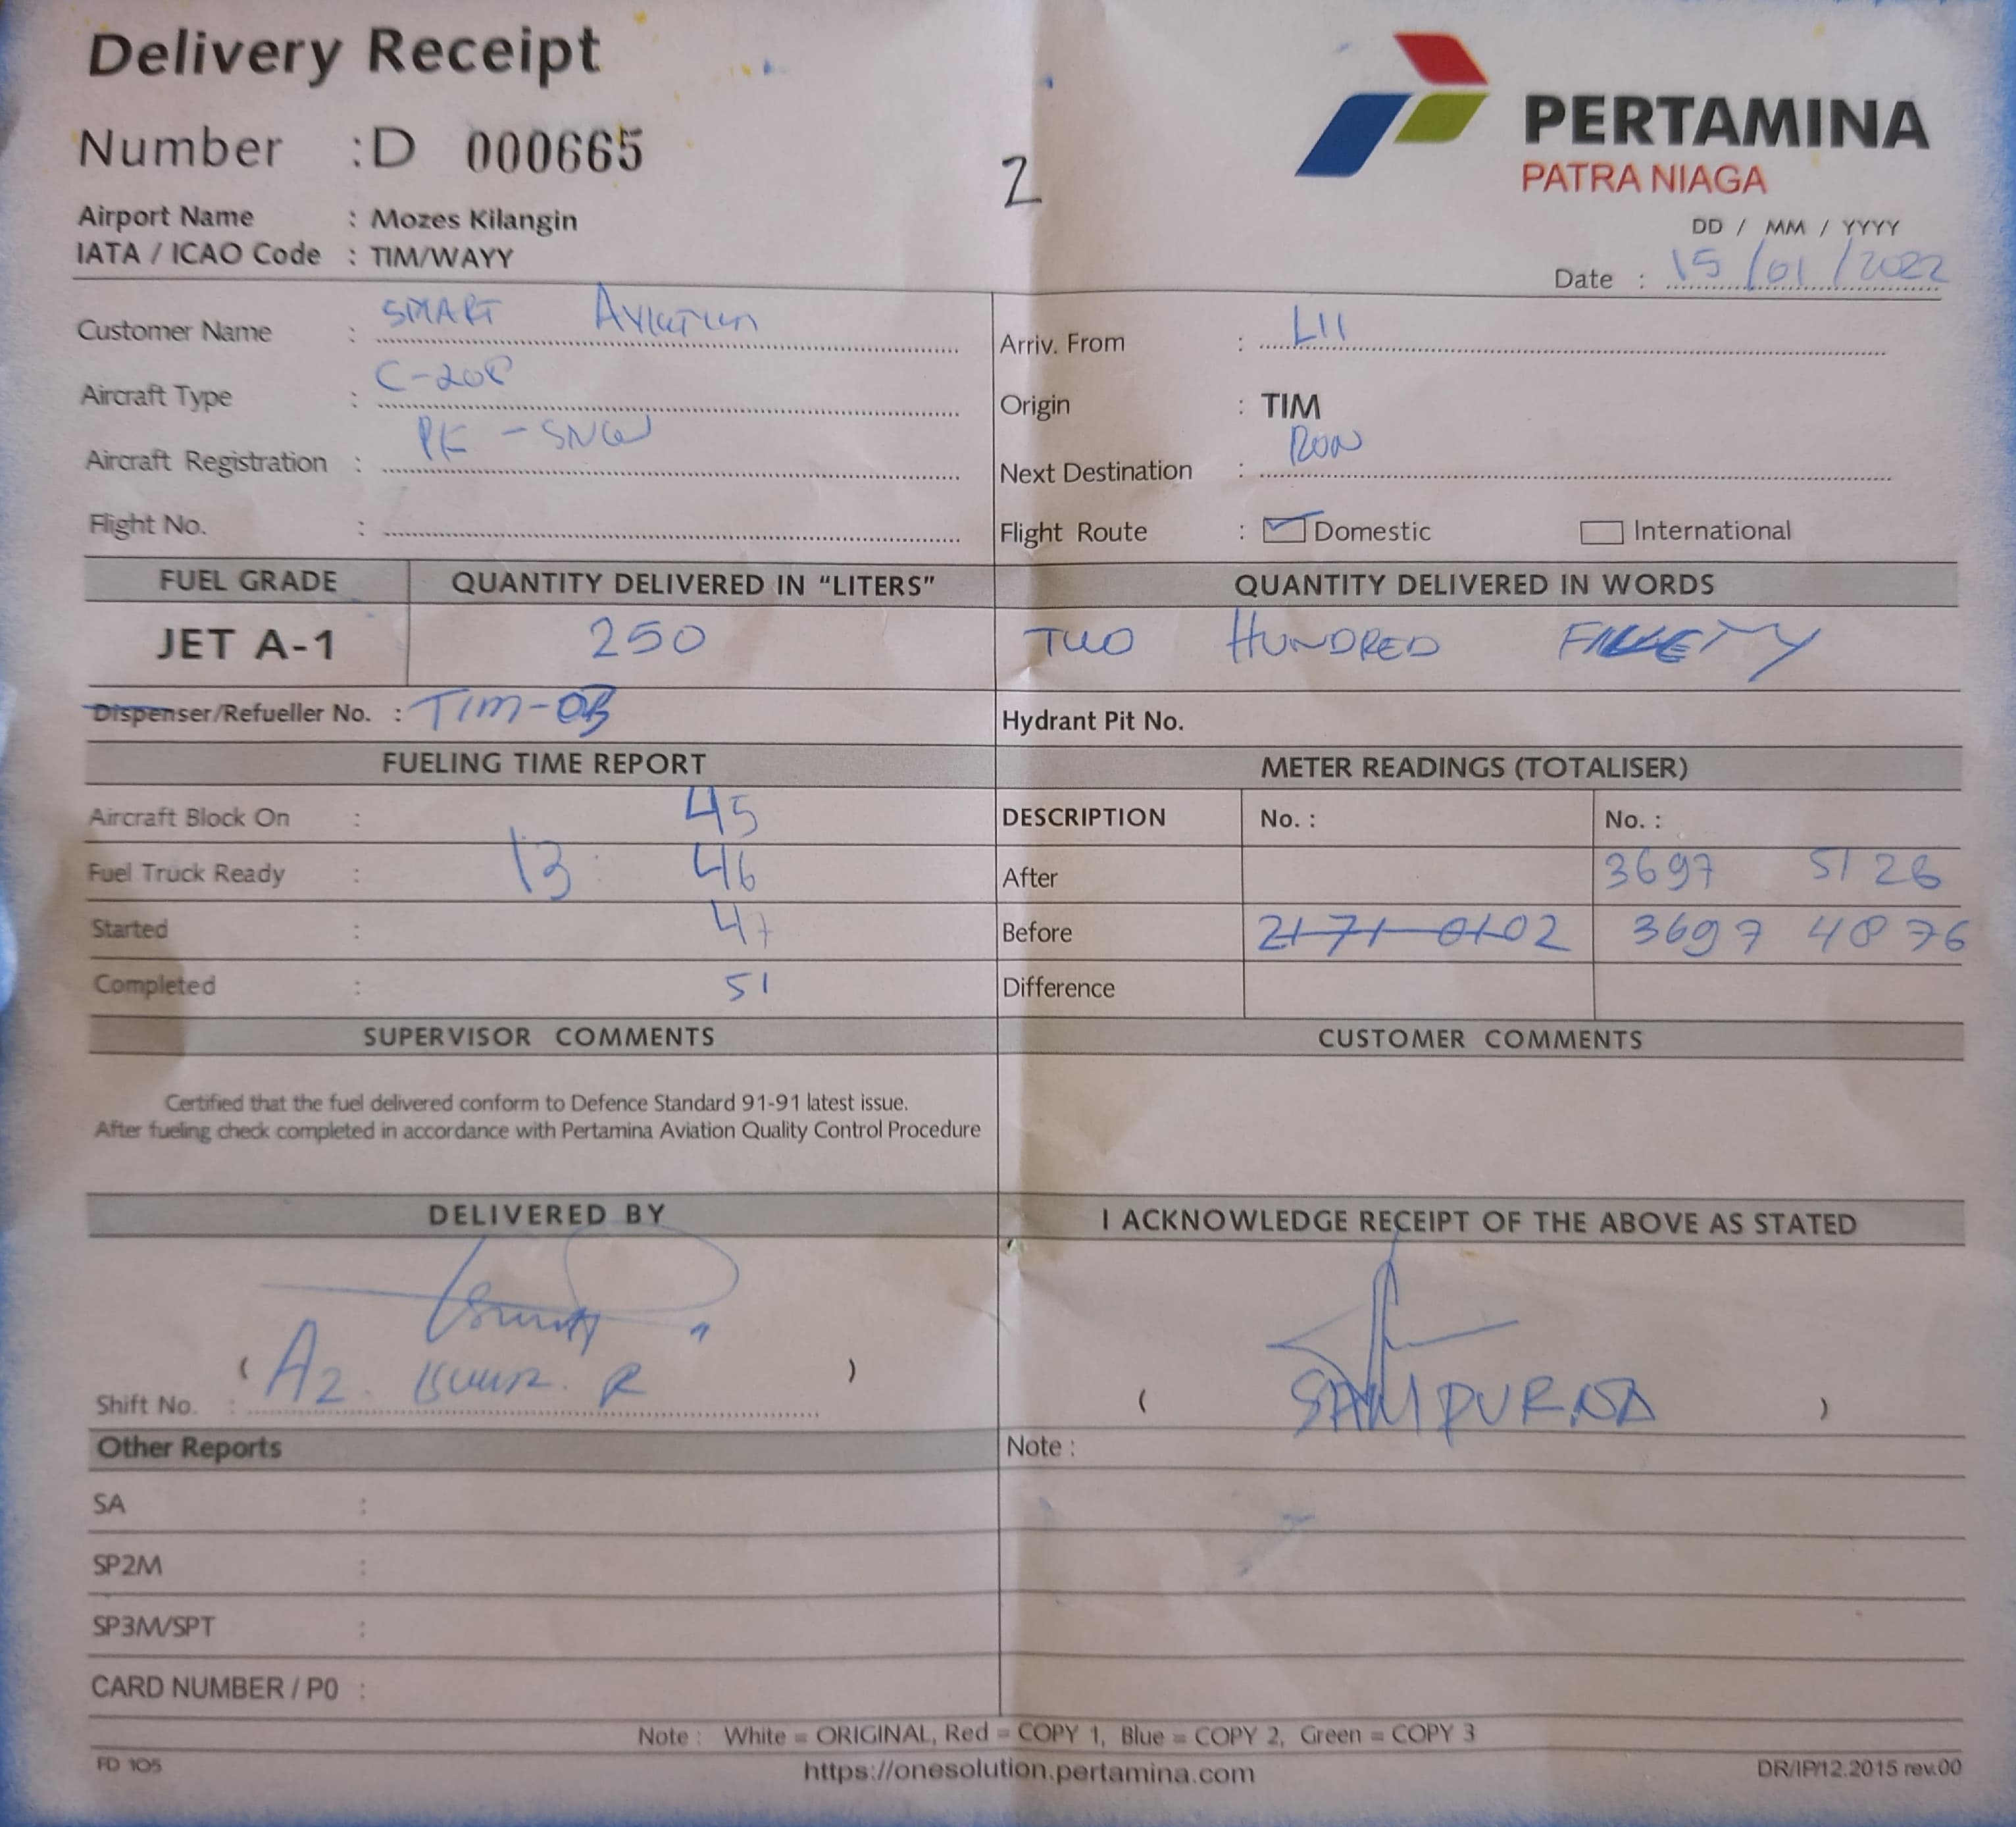 Delivery Receipt
PERTAMINA
PATRA NIAGA
Number : D 000665
2
Airport Name : Mozes Kilangin
IATA / ICAO Code : TIM/WAYY
DD / MM / YYYY
Date : 15/01/2022
Customer Name : SMART AVIATION
Arriv. From : LII
Aircraft Type : C-208
Origin : TIM
Aircraft Registration : PK-SNW
Next Destination : RON
Flight No. :
Flight Route : Domestic International
FUEL GRADE QUANTITY DELIVERED IN "LITERS" QUANTITY DELIVERED IN WORDS
JET A-1 250 TWO HUNDRED
Dispenser/Refueller No. : TIM-03
Hydrant Pit No.
FUELING TIME REPORT METER READINGS (TOTALISER)
Aircraft Block On : 45
DESCRIPTION No. : No. :
Fuel Truck Ready : 13 : 46
After 3697 5126
Started : 47
Before 2171 0102 3697 4876
Completed : 51
Difference
SUPERVISOR COMMENTS CUSTOMER COMMENTS
Certified that the fuel delivered conform to Defence Standard 91-91 latest issue.
After fueling check completed in accordance with Pertamina Aviation Quality Control Procedure
DELIVERED BY I ACKNOWLEDGE RECEIPT OF THE ABOVE AS STATED
( A2. R )
Shift No. :
( SAMPURNA )
Other Reports Note :
SA :
SP2M :
SP3M/SPT :
CARD NUMBER / P0 :
Note : White = ORIGINAL, Red = COPY 1, Blue = COPY 2, Green = COPY 3
FD 105
https://onesolution.pertamina.com
DR/IP/12.2015 rev.00